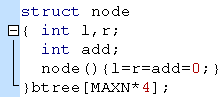 struct node
{ int l,r;
int add;
node(){l=r=add=0;}
}btree[MAXN*4];